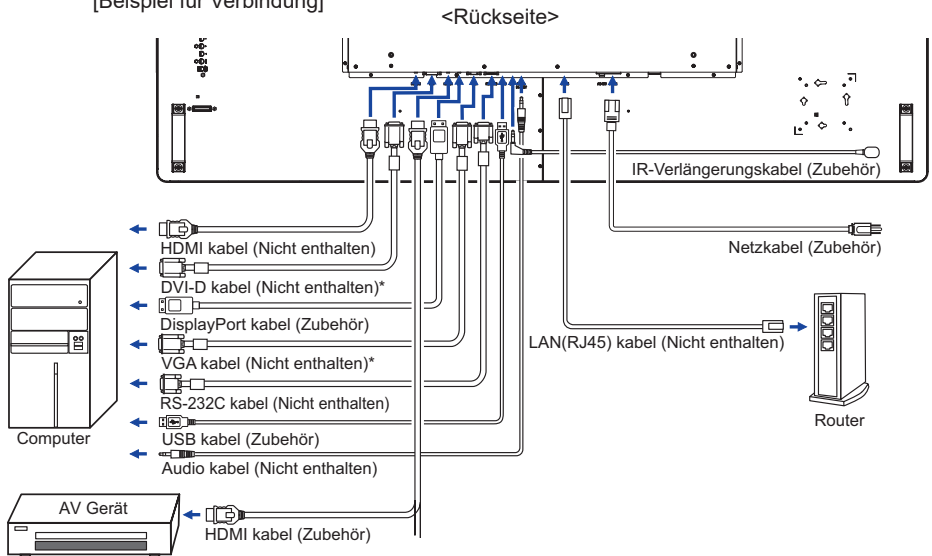 [Beispiel für Verbindung]
<Rückseite>
IR-Verlängerungskabel (Zubehör)
HDMI kabel (Nicht enthalten)
Netzkabel (Zubehör)
DVI-D kabel (Nicht enthalten)*
DisplayPort kabel (Zubehör)
LAN(RJ45) kabel (Nicht enthalten)
VGA kabel (Nicht enthalten)*
RS-232C kabel (Nicht enthalten)
Router
Computer
USB kabel (Zubehör)
Audio kabel (Nicht enthalten)
AV Gerät
HDMI kabel (Zubehör)